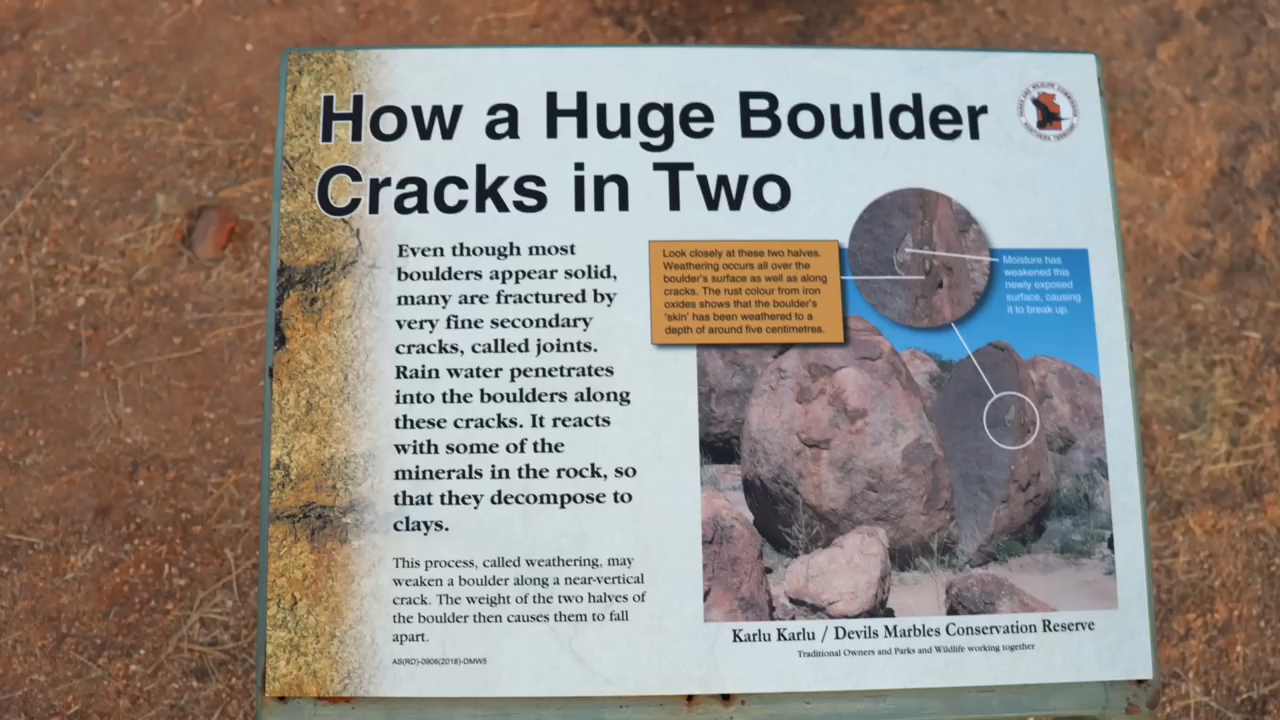 How a Huge Boulder
Cracks in Two
PARKS AND WILDLIFE COMMISSION
NORTHERN TERRITORY
Even though most
boulders appear solid,
many are fractured by
very fine secondary
cracks, called joints.
Rain water penetrates
into the boulders along
these cracks. It reacts
with some of the
minerals in the rock, so
that they decompose to
clays.
This process, called weathering, may
weaken a boulder along a near-vertical
crack. The weight of the two halves of
the boulder then causes them to fall
apart.
AS(RD)-0906(2018)-DMW5
Look closely at these two halves.
Weathering occurs all over the
boulder's surface as well as along
cracks. The rust colour from iron
oxides shows that the boulder's
'skin' has been weathered to a
depth of around five centimetres.
Moisture has
weakened this
newly exposed
surface, causing
it to break up.
Karlu Karlu / Devils Marbles Conservation Reserve
Traditional Owners and Parks and Wildlife working together